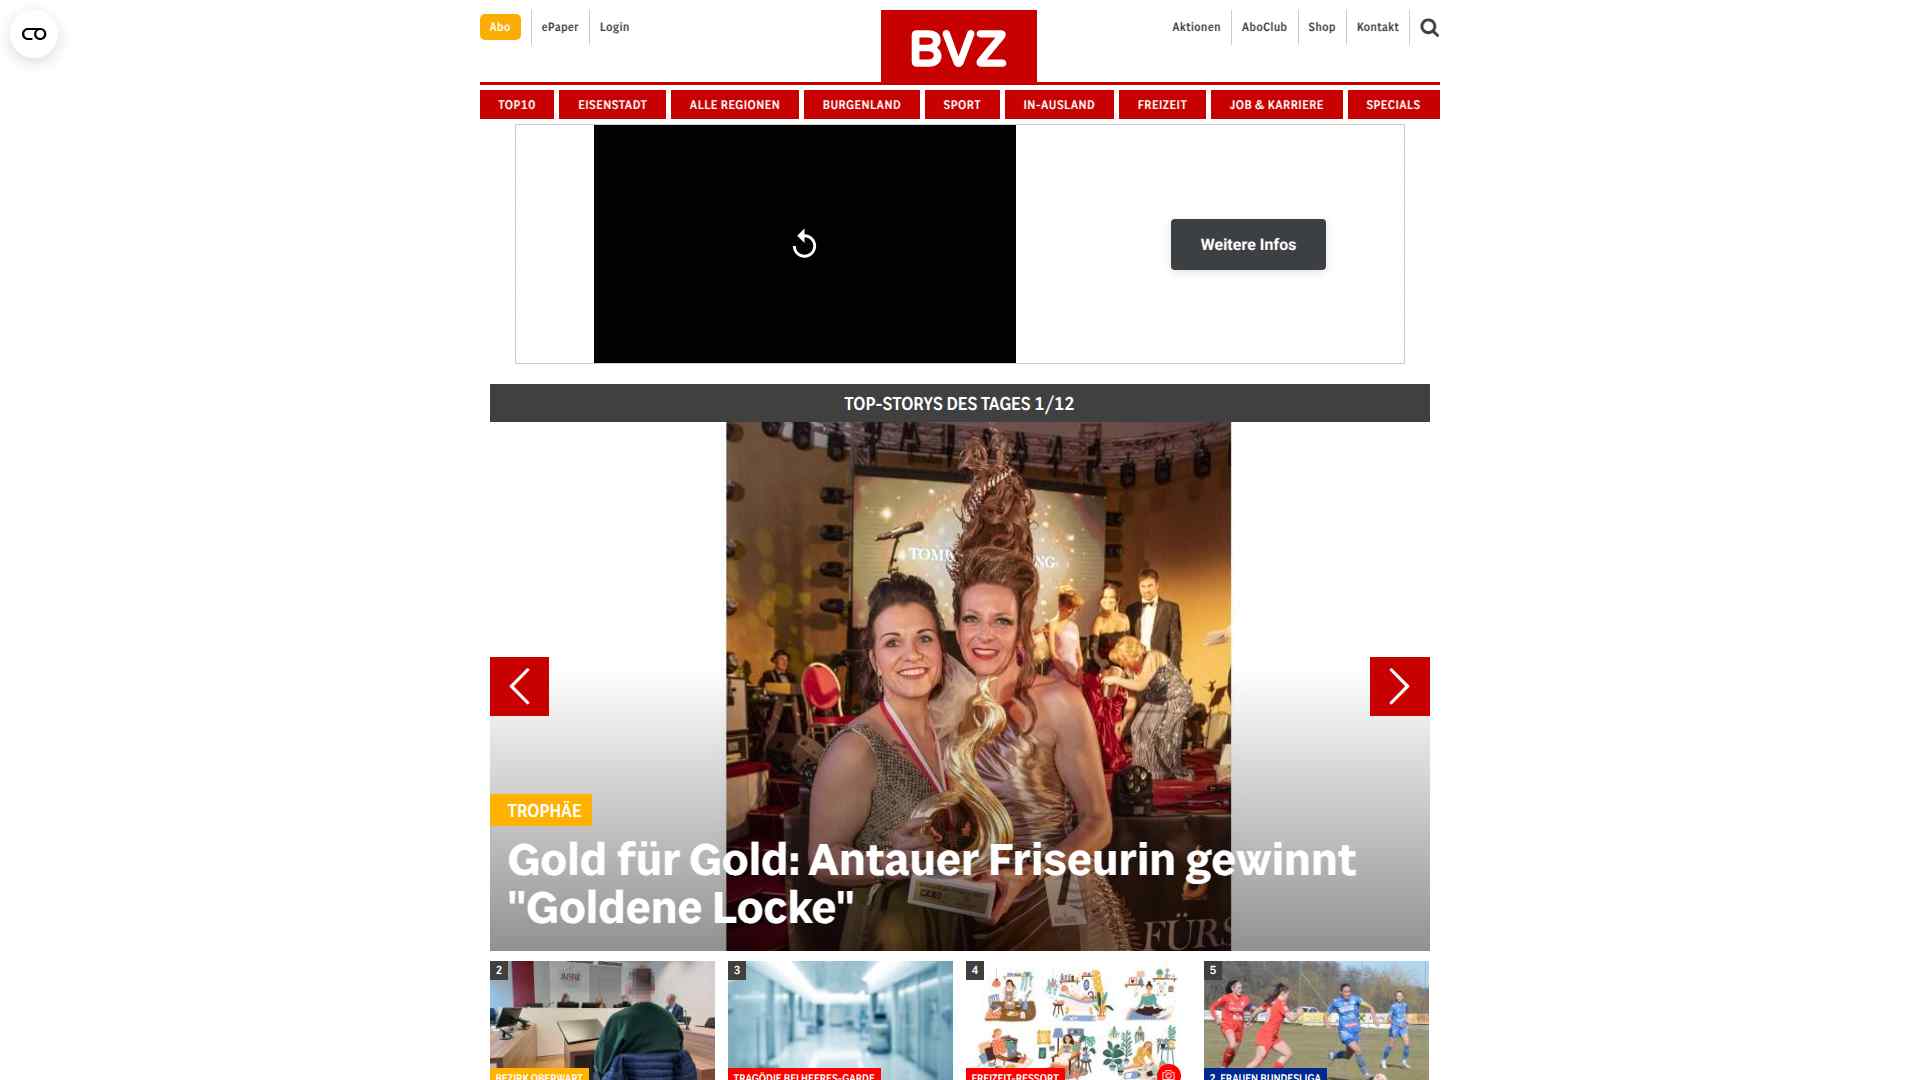 Abo
ePaper
Login
BVZ
Aktionen
AboClub
Shop
Kontakt
TOP10
EISENSTADT
ALLE REGIONEN
BURGENLAND
SPORT
IN-AUSLAND
FREIZEIT
JOB & KARRIERE
SPECIALS
Weitere Infos
TOP-STORYS DES TAGES 1/12
TROPHÄE
Gold für Gold: Antauer Friseurin gewinnt
"Goldene Locke"
FÜRS
2
3
4
5
BEZIRK OBERWART
TRAGÖDIE BEI HEERES-GARDE
FREIZEIT-RESSORT
2. FRAUEN BUNDESLIGA